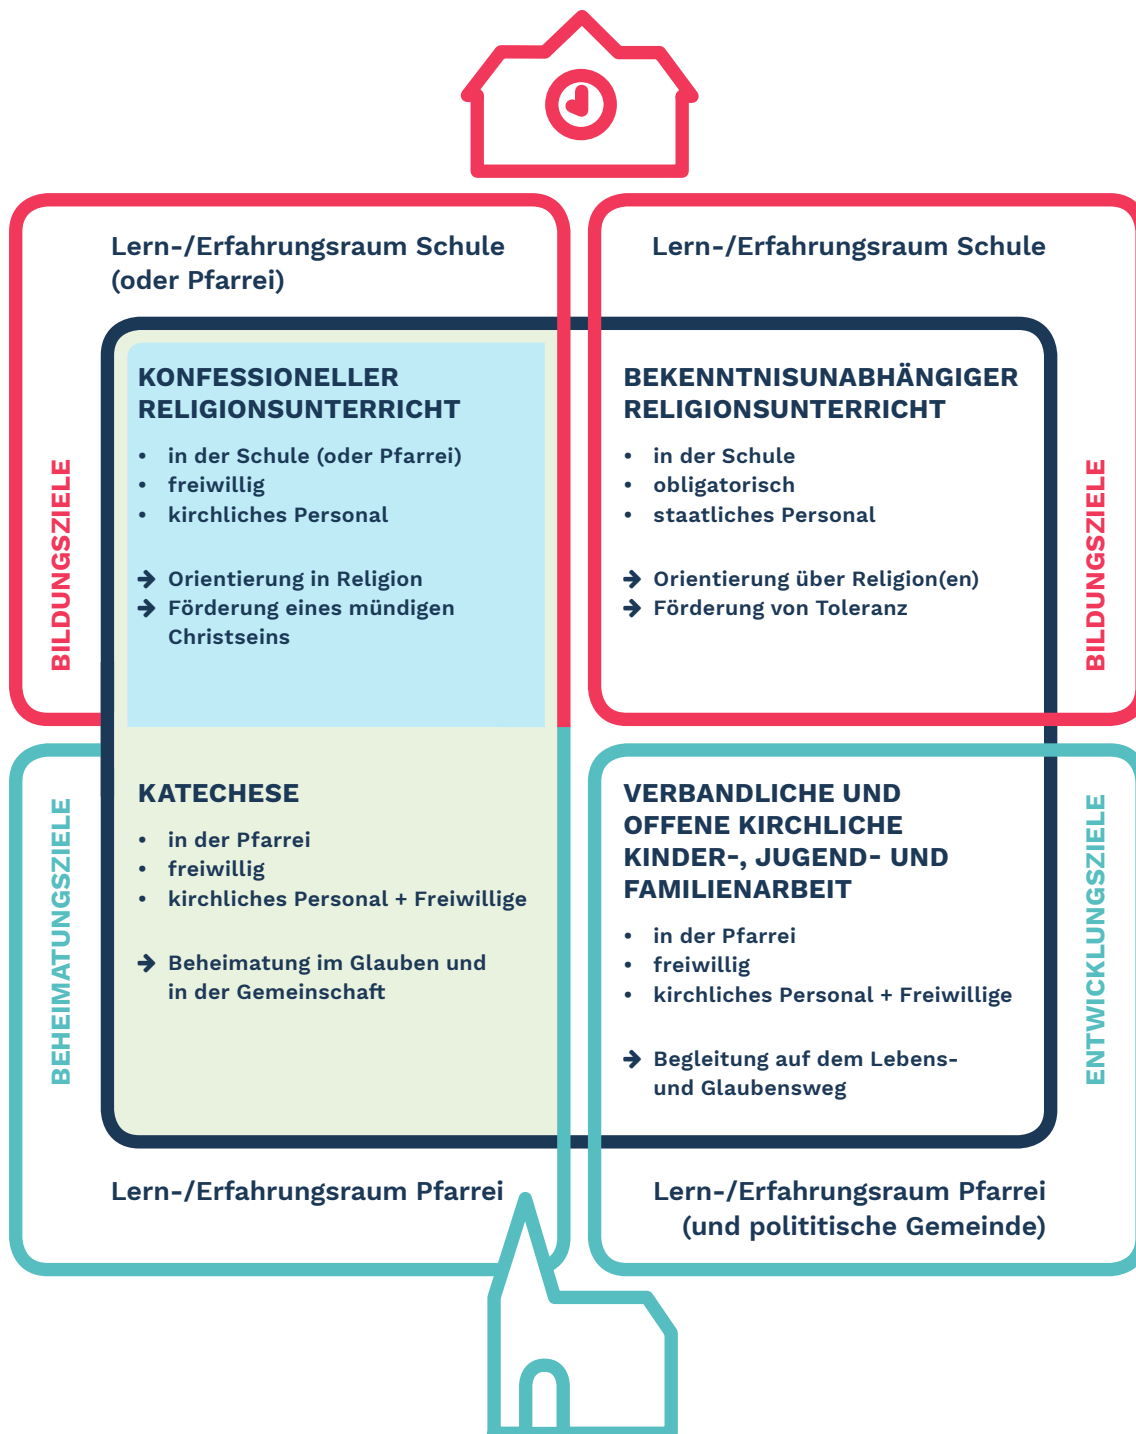 Lern-/Erfahrungsraum Schule
(oder Pfarrei)
Lern-/Erfahrungsraum Schule
BILDUNGSZIELE
KONFESSIONELLER
RELIGIONSUNTERRICHT
• in der Schule (oder Pfarrei)
• freiwillig
• kirchliches Personal
→ Orientierung in Religion
→ Förderung eines mündigen
Christseins
BEKENNTNISUNABHÄNGIGER
RELIGIONSUNTERRICHT
• in der Schule
• obligatorisch
• staatliches Personal
→ Orientierung über Religion(en)
→ Förderung von Toleranz
BILDUNGSZIELE
BEHEIMATUNGSZIELE
KATECHESE
• in der Pfarrei
• freiwillig
• kirchliches Personal + Freiwillige
→ Beheimatung im Glauben und
in der Gemeinschaft
VERBANDLICHE UND
OFFENE KIRCHLICHE
KINDER-, JUGEND- UND
FAMILIENARBEIT
• in der Pfarrei
• freiwillig
• kirchliches Personal + Freiwillige
→ Begleitung auf dem Lebens-
und Glaubensweg
ENTWICKLUNGSZIELE
Lern-/Erfahrungsraum Pfarrei
Lern-/Erfahrungsraum Pfarrei
(und polititische Gemeinde)